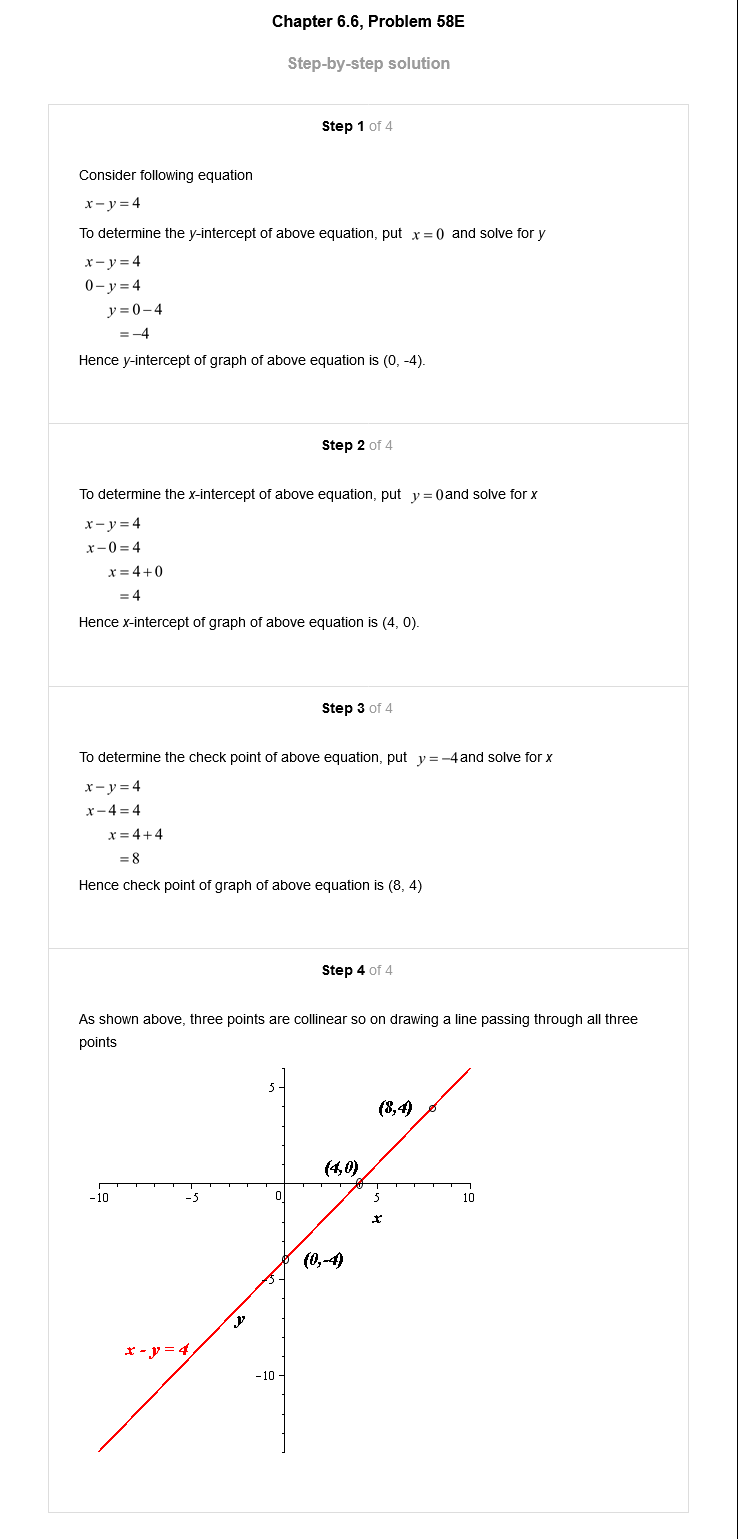 Chapter 6.6, Problem 58E
Step-by-step solution
Step 1 of 4
Consider following equation
x − y = 4
To determine the y-intercept of above equation, put x = 0 and solve for y
x − y = 4
0 − y = 4
y = 0 − 4
= −4
Hence y-intercept of graph of above equation is (0, -4).
Step 2 of 4
To determine the x-intercept of above equation, put y = 0 and solve for x
x − y = 4
x − 0 = 4
x = 4 + 0
= 4
Hence x-intercept of graph of above equation is (4, 0).
Step 3 of 4
To determine the check point of above equation, put y = −4 and solve for x
x − y = 4
x − 4 = 4
x = 4 + 4
= 8
Hence check point of graph of above equation is (8, 4)
Step 4 of 4
As shown above, three points are collinear so on drawing a line passing through all three
points
5
(8,4)
(4,0)
−10 −5 0 5 10
x
(0,-4)
−5
y
x - y = 4
−10